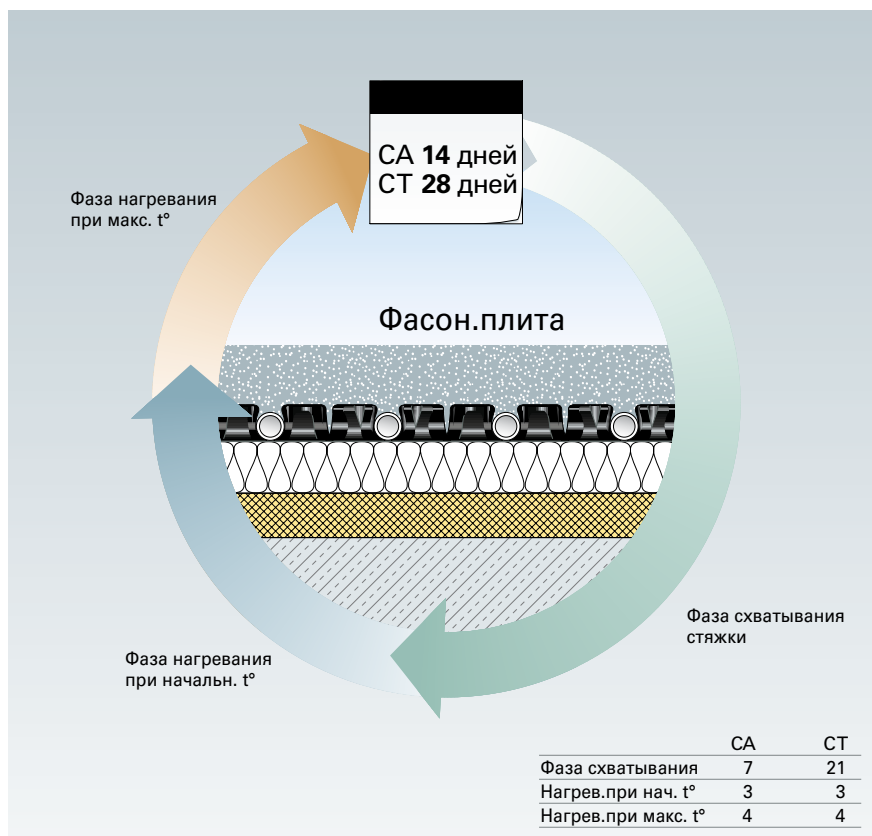 СА 14 дней
СТ 28 дней
Фаза нагревания
при макс. t°
Фасон.плита
Фаза схватывания
стяжки
Фаза нагревания
при начальн. t°
СА СТ
Фаза схватывания 7 21
Нагрев.при нач. t° 3 3
Нагрев.при макс. t° 4 4